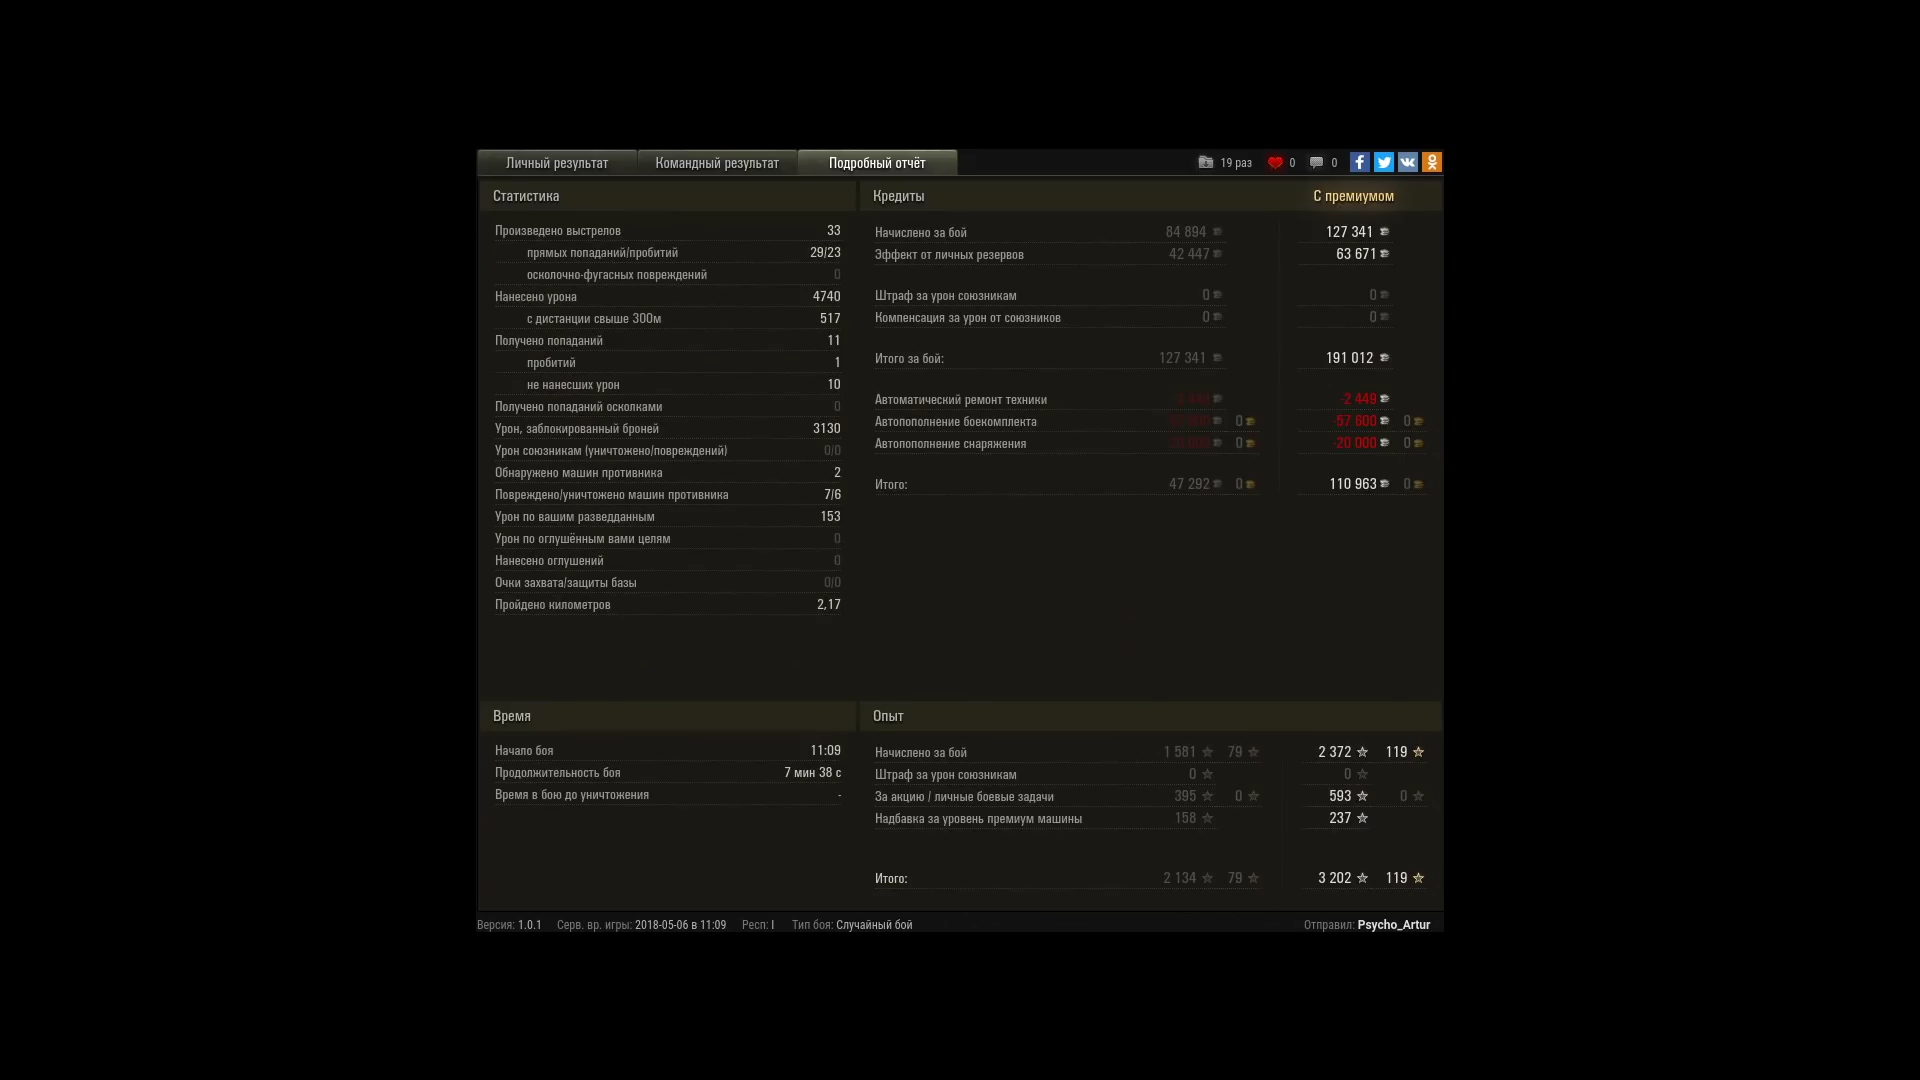 Личный результат Командный результат Подробный отчёт 19 раз 0 0
Статистика
Произведено выстрелов 33
прямых попаданий/пробитий 29/23
осколочно-фугасных повреждений 0
Нанесено урона 4740
с дистанции свыше 300м 517
Получено попаданий 11
пробитий 1
не нанесших урон 10
Получено попаданий осколками 0
Урон, заблокированный броней 3130
Урон союзникам (уничтожено/повреждений) 0/0
Обнаружено машин противника 2
Повреждено/уничтожено машин противника 7/6
Урон по вашим разведданным 153
Урон по оглушённым вами целям 0
Нанесено оглушений 0
Очки захвата/защиты базы 0/0
Пройдено километров 2,17
Кредиты С премиумом
Начислено за бой 84 894 127 341
Эффект от личных резервов 42 447 63 671
Штраф за урон союзникам 0 0
Компенсация за урон от союзников 0 0
Итого за бой: 127 341 191 012
Автоматический ремонт техники -2 449
Автопополнение боекомплекта 0 -57 600 0
Автопополнение снаряжения 0 -20 000 0
Итого: 47 292 0 110 963 0
Время
Начало боя 11:09
Продолжительность боя 7 мин 38 с
Время в бою до уничтожения -
Опыт
Начислено за бой 1 581 79 2 372 119
Штраф за урон союзникам 0 0
За акцию / личные боевые задачи 395 0 593 0
Надбавка за уровень премиум машины 158 237
Итого: 2 134 79 3 202 119
Версия: 1.0.1 Серв. вр. игры: 2018-05-06 в 11:09 Респ: I Тип боя: Случайный бой Отправил: Psycho_Artur